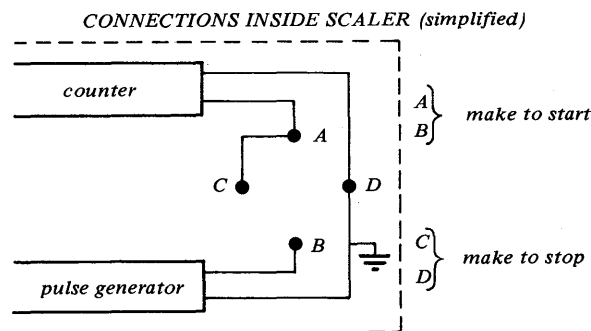 CONNECTIONS INSIDE SCALER (simplified)
counter
A
C
D
B
pulse generator
A
B
make to start
C
D
make to stop